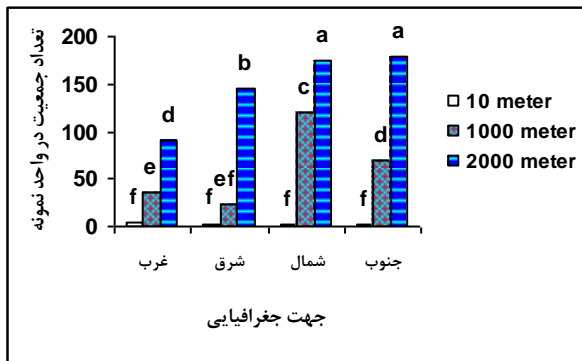 تعداد جمعیت در واحد نمونه
200
150
100
50
0
f e d
f ef b
f c a
f d a
غرب
شرق
شمال
جنوب
جهت جغرافیایی
10 meter
1000 meter
2000 meter